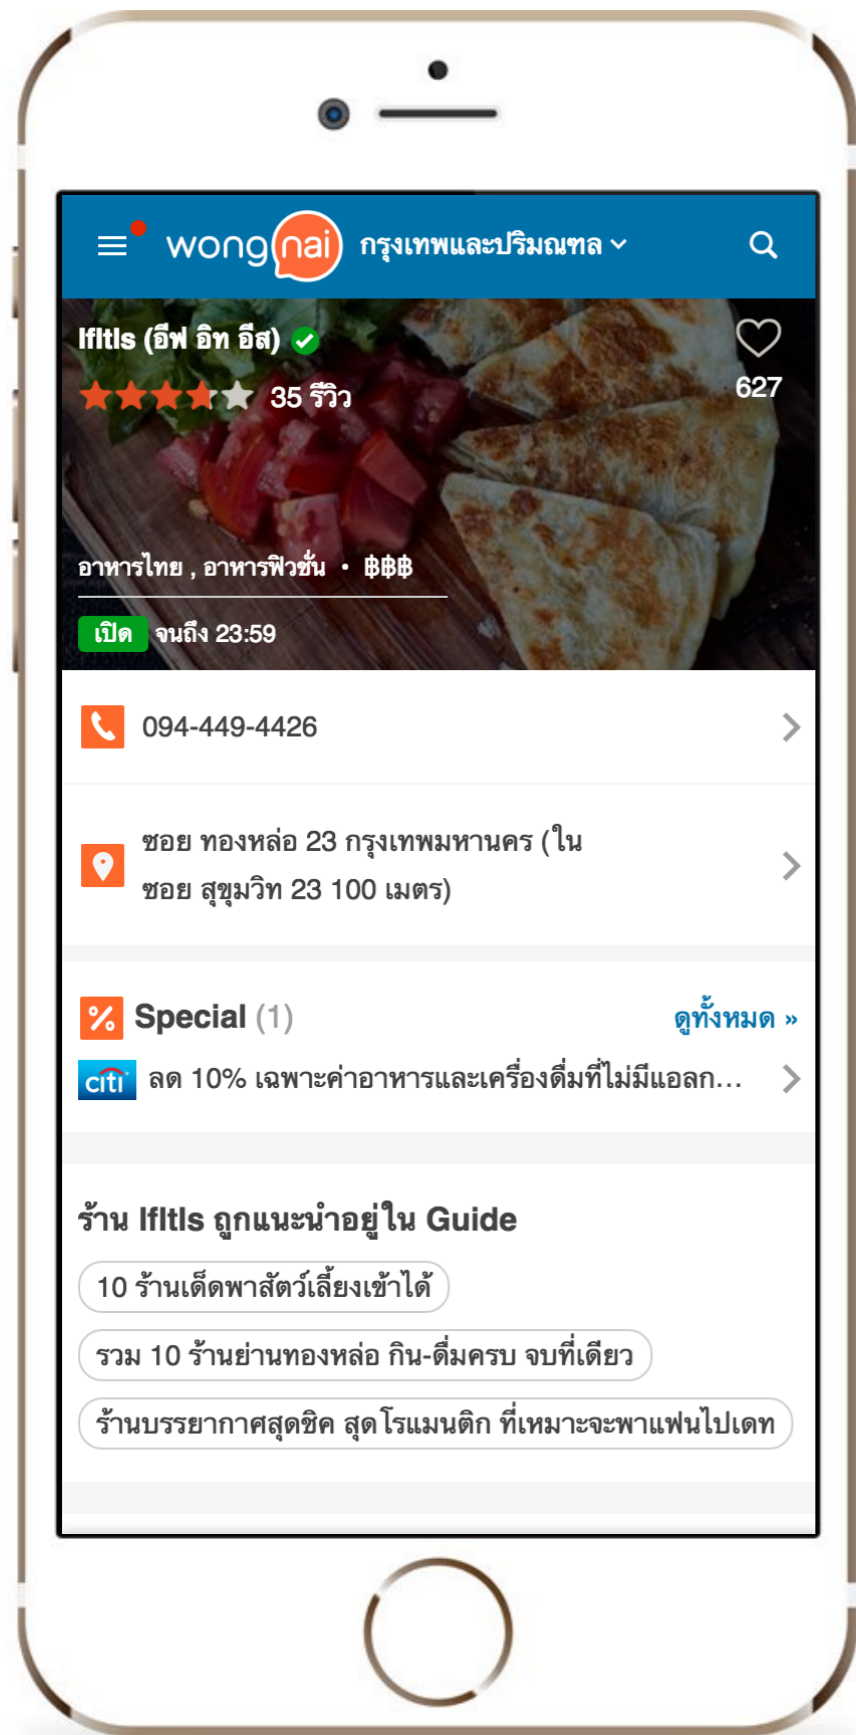 wongnai กรุงเทพและปริมณฑล
IfItIs (อีฟ อิท อีส)
627
35 รีวิว
อาหารไทย , อาหารฟิวชั่น • ฿฿฿
เปิด จนถึง 23:59
094-449-4426
ซอย ทองหล่อ 23 กรุงเทพมหานคร (ใน
ซอย สุขุมวิท 23 100 เมตร)
% Special (1) ดูทั้งหมด »
citi ลด 10% เฉพาะค่าอาหารและเครื่องดื่มที่ไม่มีแอลก...
ร้าน IfItIs ถูกแนะนำอยู่ใน Guide
10 ร้านเด็ดพาสัตว์เลี้ยงเข้าได้
รวม 10 ร้านย่านทองหล่อ กิน-ดื่มครบ จบที่เดียว
ร้านบรรยากาศสุดชิค สุดโรแมนติก ที่เหมาะจะพาแฟนไปเดท